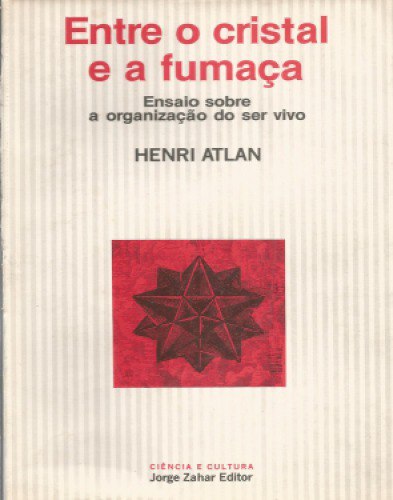 Entre o cristal
e a fumaça
Ensaio sobre
a organização do ser vivo
HENRI ATLAN
CIÊNCIA E CULTURA
Jorge Zahar Editor